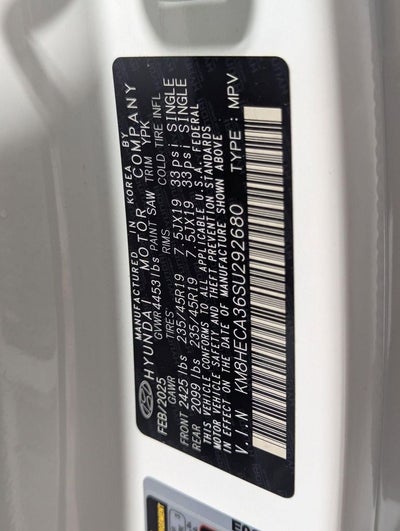 MANUFACTURED IN KOREA BY
HYUNDAI MOTOR COMPANY
FEB/2025 GVWR 4453 lbs PAINT SAW TRIM YPK
GAWR TIRES RIMS COLD TIRE INFL
FRONT 2425 lbs 235/45R19 7.5JX19 33psi SINGLE
REAR 2095 lbs 235/45R19 7.5JX19 33psi SINGLE
THIS VEHICLE CONFORMS TO ALL APPLICABLE U.S.A. FEDERAL
MOTOR VEHICLE SAFETY AND THEFT PREVENTION STANDARDS
IN EFFECT ON THE DATE OF MANUFACTURE SHOWN ABOVE
V.I.N KM8HECA36SU292680 TYPE : MPV